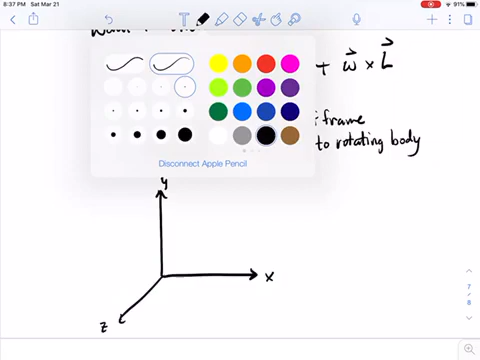 8:37 PM Sat Mar 21
91%
+ ω⃗ × L⃗
frame
to rotating body
Disconnect Apple Pencil
y
x
z
7
/
8